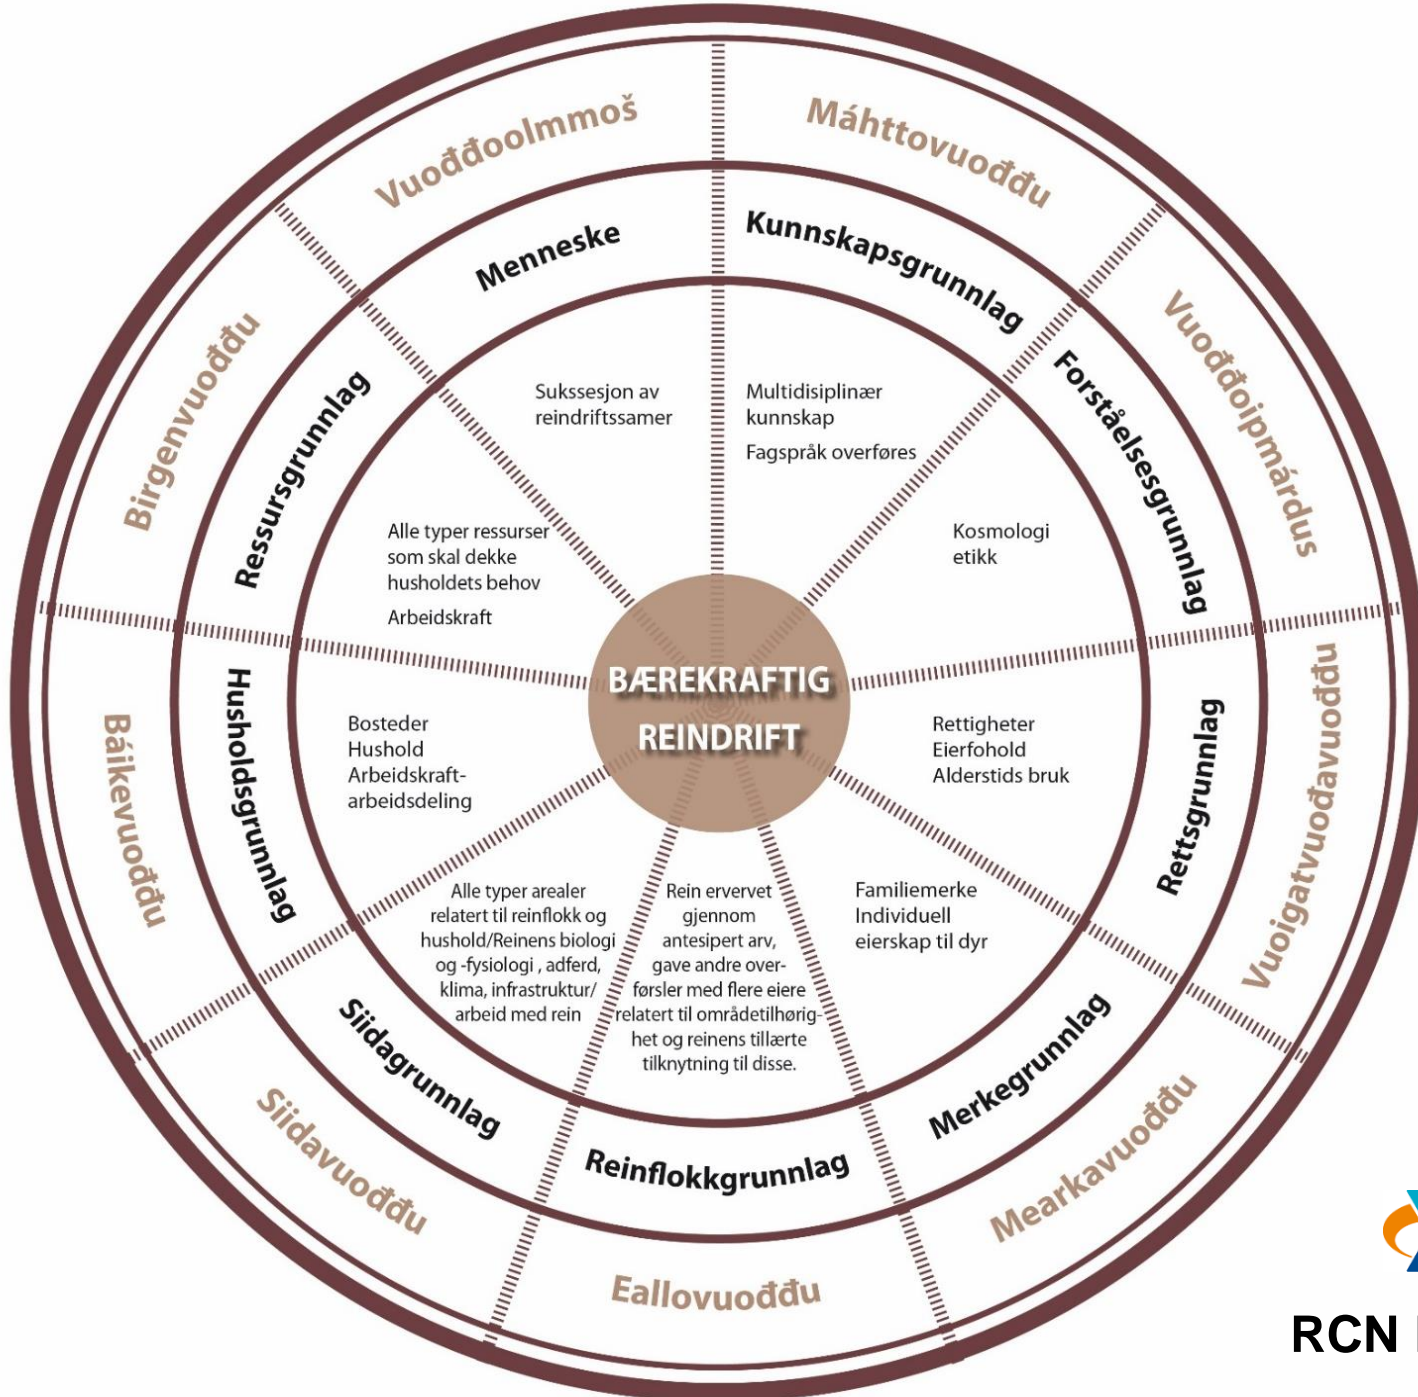 Vuođđoolmmoš
Máhttovuođđu
Vuođđoipmárdus
Vuoigatvuođavuođđu
Mearkavuođđu
Eallovuođđu
Siidavuođđu
Báikevuođđu
Birgenvuođđu
Menneske
Kunnskapsgrunnlag
Forståelsesgrunnlag
Rettsgrunnlag
Merkegrunnlag
Reinflokkgrunnlag
Siidagrunnlag
Husholdsgrunnlag
Ressursgrunnlag
Sukssesjon av
reindriftssamer
Multidisiplinær
kunnskap
Fagspråk overføres
Kosmologi
etikk
Rettigheter
Eierfohold
Alderstids bruk
Familiemerke
Individuell
eierskap til dyr
Rein ervervet
gjennom
antesipert arv,
gave andre over-
førsler med flere eiere
relatert til områdetilhørig-
het og reinens tillærte
tilknytning til disse.
Alle typer arealer
relatert til reinflokk og
hushold/Reinens biologi
og -fysiologi , adferd,
klima, infrastruktur/
arbeid med rein
Bosteder
Hushold
Arbeidskraft-
arbeidsdeling
Alle typer ressurser
som skal dekke
husholdets behov
Arbeidskraft
BÆREKRAFTIG
REINDRIFT
RCN